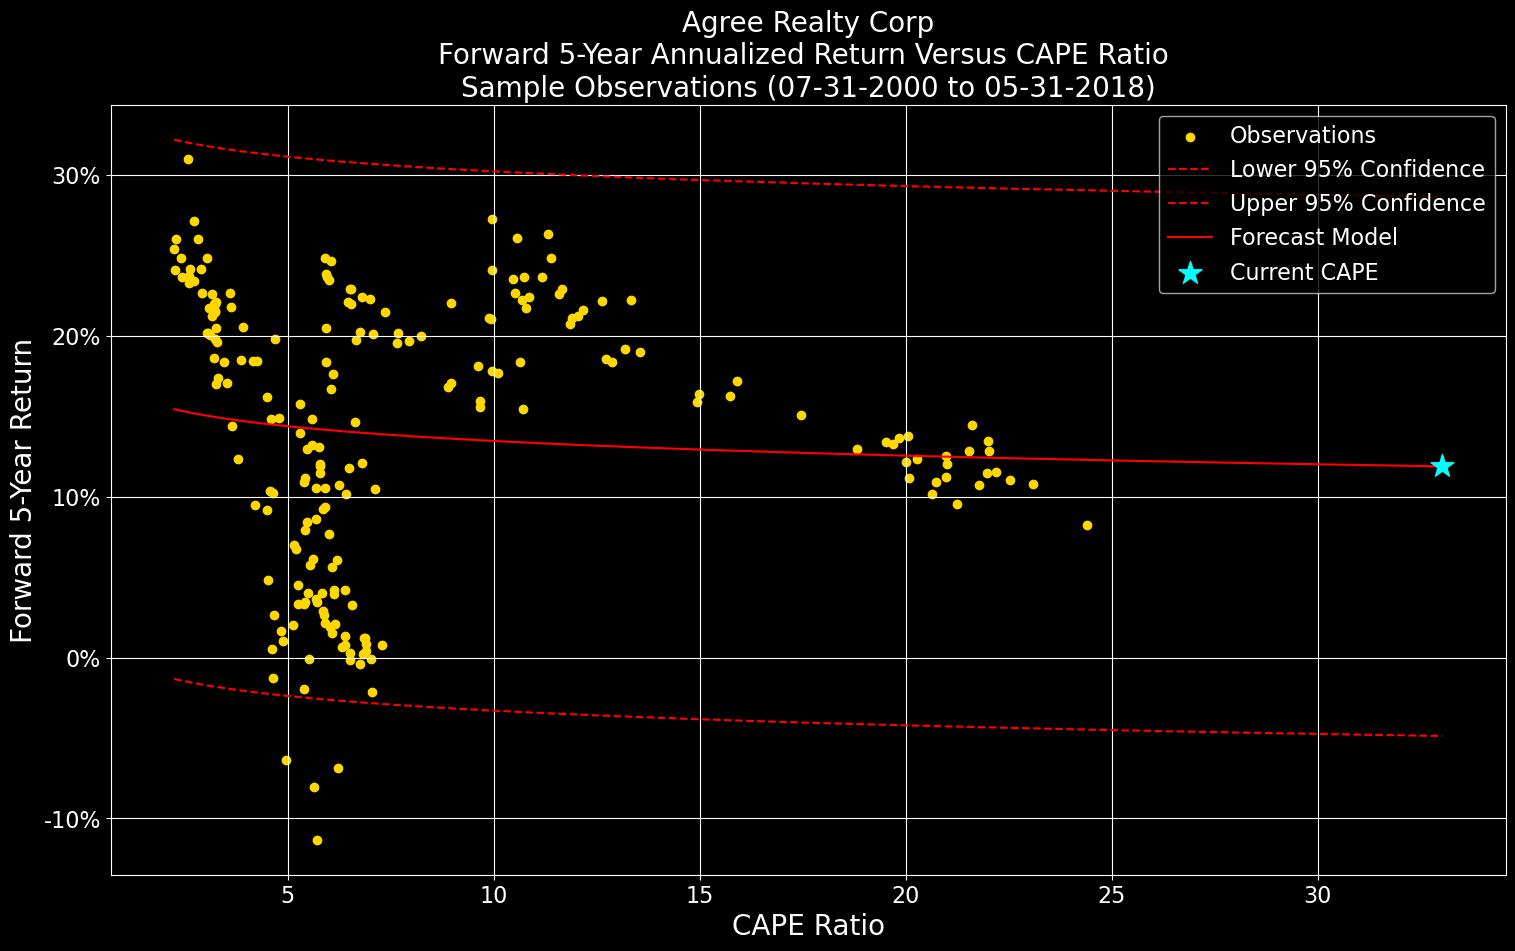 Agree Realty Corp
Forward 5-Year Annualized Return Versus CAPE Ratio
Sample Observations (07-31-2000 to 05-31-2018)
Observations
Lower 95% Confidence
Upper 95% Confidence
Forecast Model
Current CAPE
Forward 5-Year Return
30%
20%
10%
0%
-10%
5 10 15 20 25 30
CAPE Ratio